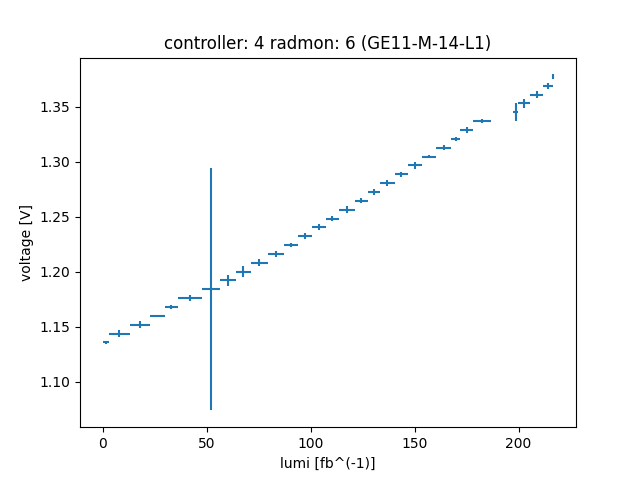 controller: 4 radmon: 6 (GE11-M-14-L1)
1.35
1.30
1.25
1.20
1.15
1.10
voltage [V]
0 50 100 150 200
lumi [fb^(-1)]